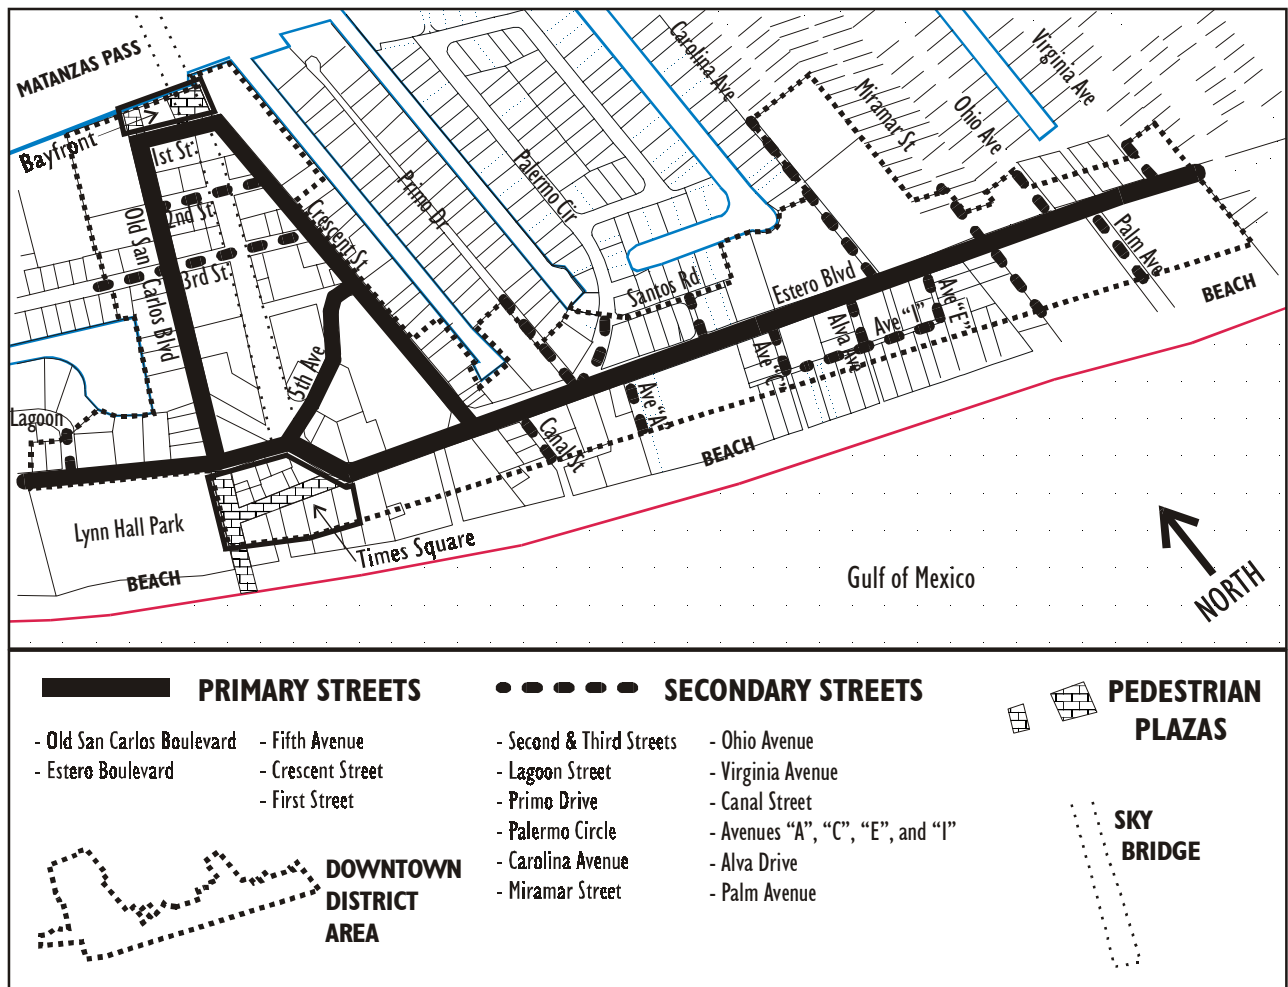 MATANZAS PASS
Bayfront
1st St.
2nd St.
3rd St.
Old San Carlos Blvd
Crescent St
5th Ave
Primo Dr
Palermo Cir
Carolina Ave
Miramar St
Ohio Ave
Virginia Ave
Santos Rd
Estero Blvd
Palm Ave
Ave "A"
Ave "C"
Alva Ave
Ave "I"
Ave "E"
Canal St
Lagoon
Lynn Hall Park
Times Square
BEACH
BEACH
BEACH
Gulf of Mexico
NORTH
PRIMARY STREETS
- Old San Carlos Boulevard
- Estero Boulevard
- Fifth Avenue
- Crescent Street
- First Street
SECONDARY STREETS
- Second & Third Streets
- Lagoon Street
- Primo Drive
- Palermo Circle
- Carolina Avenue
- Miramar Street
- Ohio Avenue
- Virginia Avenue
- Canal Street
- Avenues “A”, “C”, “E”, and “I”
- Alva Drive
- Palm Avenue
PEDESTRIAN
PLAZAS
DOWNTOWN
DISTRICT
AREA
SKY
BRIDGE